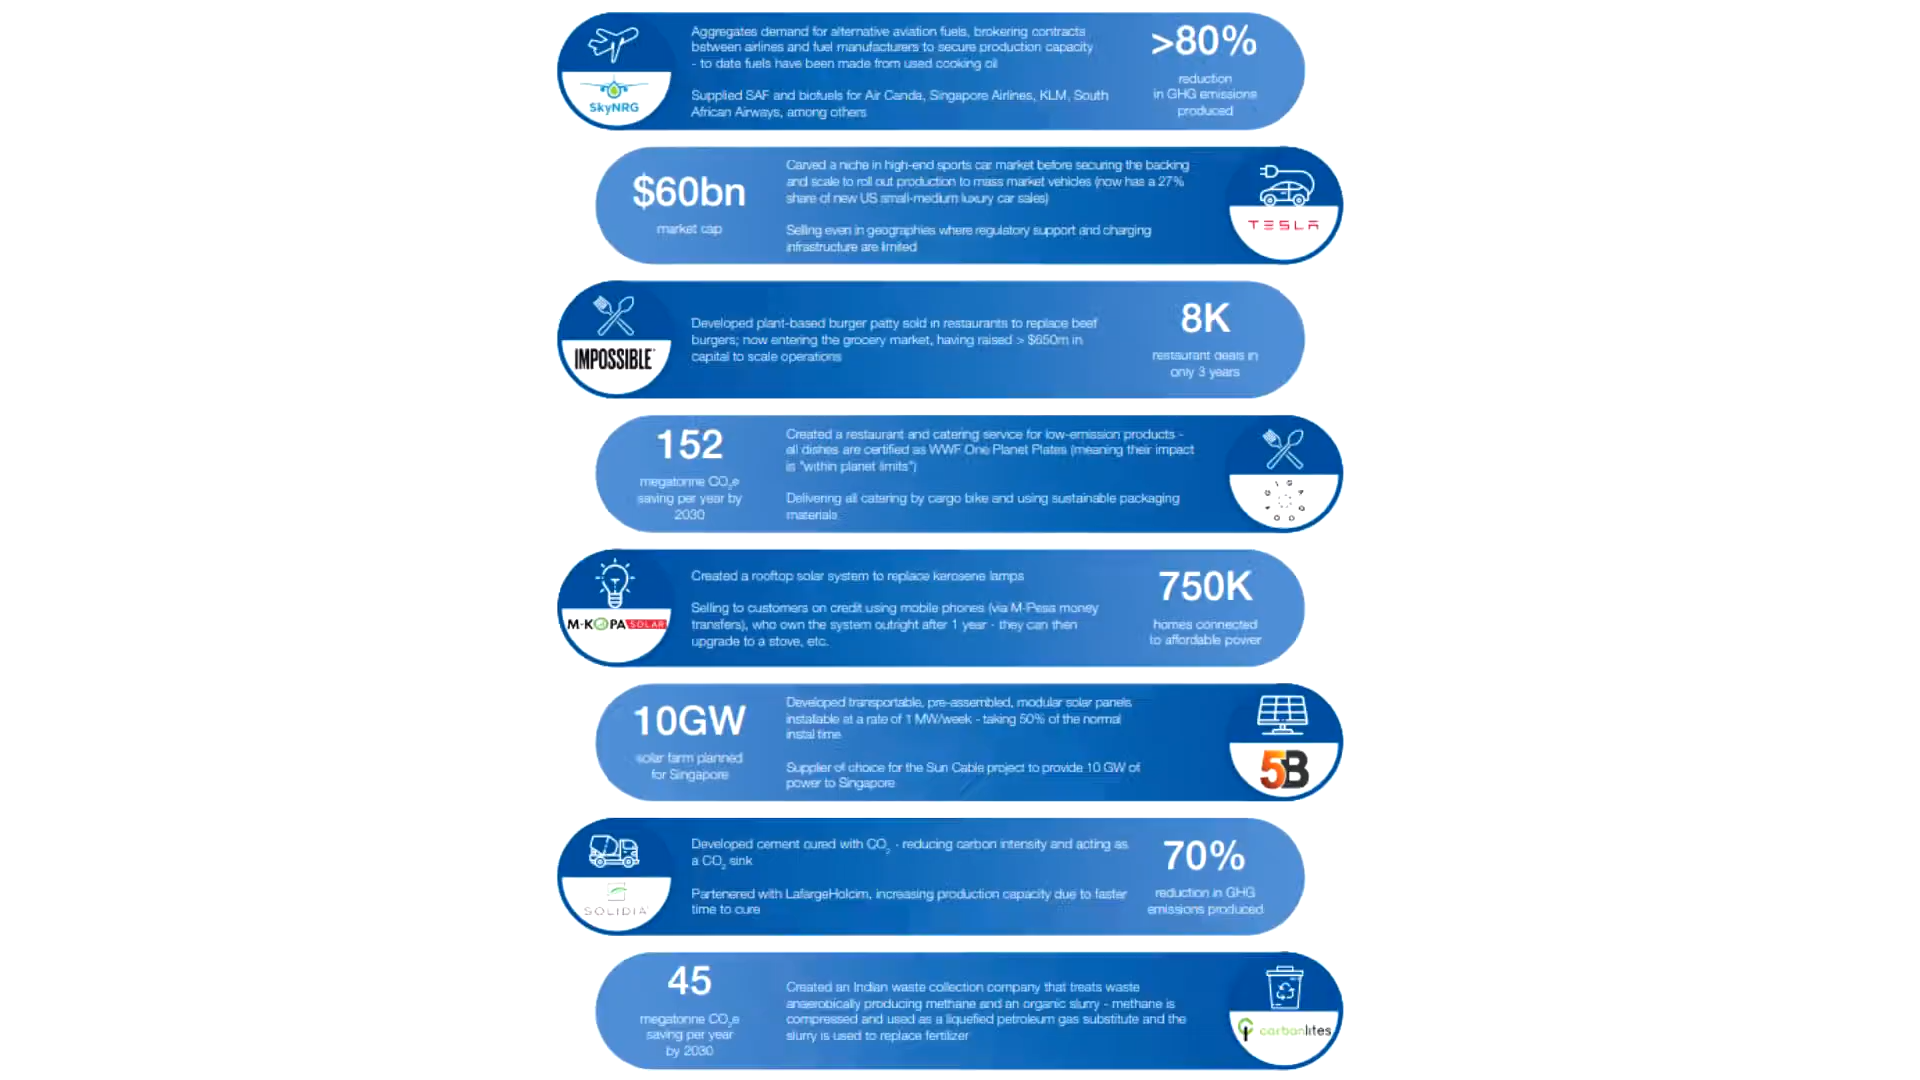 Aggregates demand for alternative aviation fuels, brokering contracts
between airlines and fuel manufacturers to secure production capacity
- to date fuels have been made from used cooking oil
Supplied SAF and biofuels for Air Canda, Singapore Airlines, KLM, South
African Airways, among others
SkyNRG
>80%
reduction
in GHG emissions
produced
$60bn
market cap
Carved a niche in high-end sports car market before securing the backing
and scale to roll out production to mass market vehicles (now has a 27%
share of new US small-medium luxury car sales)
Selling even in geographies where regulatory support and charging
infrastructure are limited
TESLA
IMPOSSIBLE
Developed plant-based burger patty sold in restaurants to replace beef
burgers; now entering the grocery market, having raised > $650m in
capital to scale operations
8K
restaurant deals in
only 3 years
152
megatonne CO₂e
saving per year by
2030
Created a restaurant and catering service for low-emission products -
all dishes are certified as WWF One Planet Plates (meaning their impact
is "within planet limits")
Delivering all catering by cargo bike and using sustainable packaging
materials
M-KOPA SOLAR
Created a rooftop solar system to replace kerosene lamps
Selling to customers on credit using mobile phones (via M-Pesa money
transfers), who own the system outright after 1 year - they can then
upgrade to a stove, etc.
750K
homes connected
to affordable power
10GW
solar farm planned
for Singapore
Developed transportable, pre-assembled, modular solar panels
installable at a rate of 1 MW/week - taking 50% of the normal
instal time
Supplier of choice for the Sun Cable project to provide 10 GW of
power to Singapore
5B
SOLIDIA
Developed cement cured with CO₂ - reducing carbon intensity and acting as
a CO₂ sink
Partenered with LafargeHolcim, increasing production capacity due to faster
time to cure
70%
reduction in GHG
emissions produced
45
megatonne CO₂e
saving per year
by 2030
Created an Indian waste collection company that treats waste
anaerobically producing methane and an organic slurry - methane is
compressed and used as a liquefied petroleum gas substitute and the
slurry is used to replace fertilizer
carbonlites